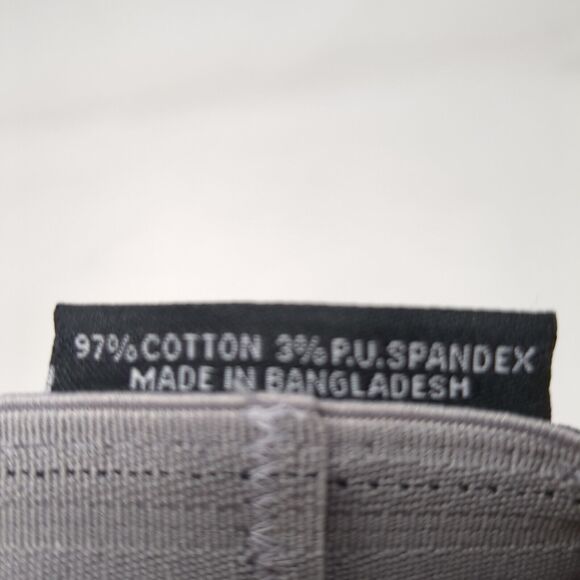 97% COTTON 3% P.U.SPANDEX
MADE IN BANGLADESH